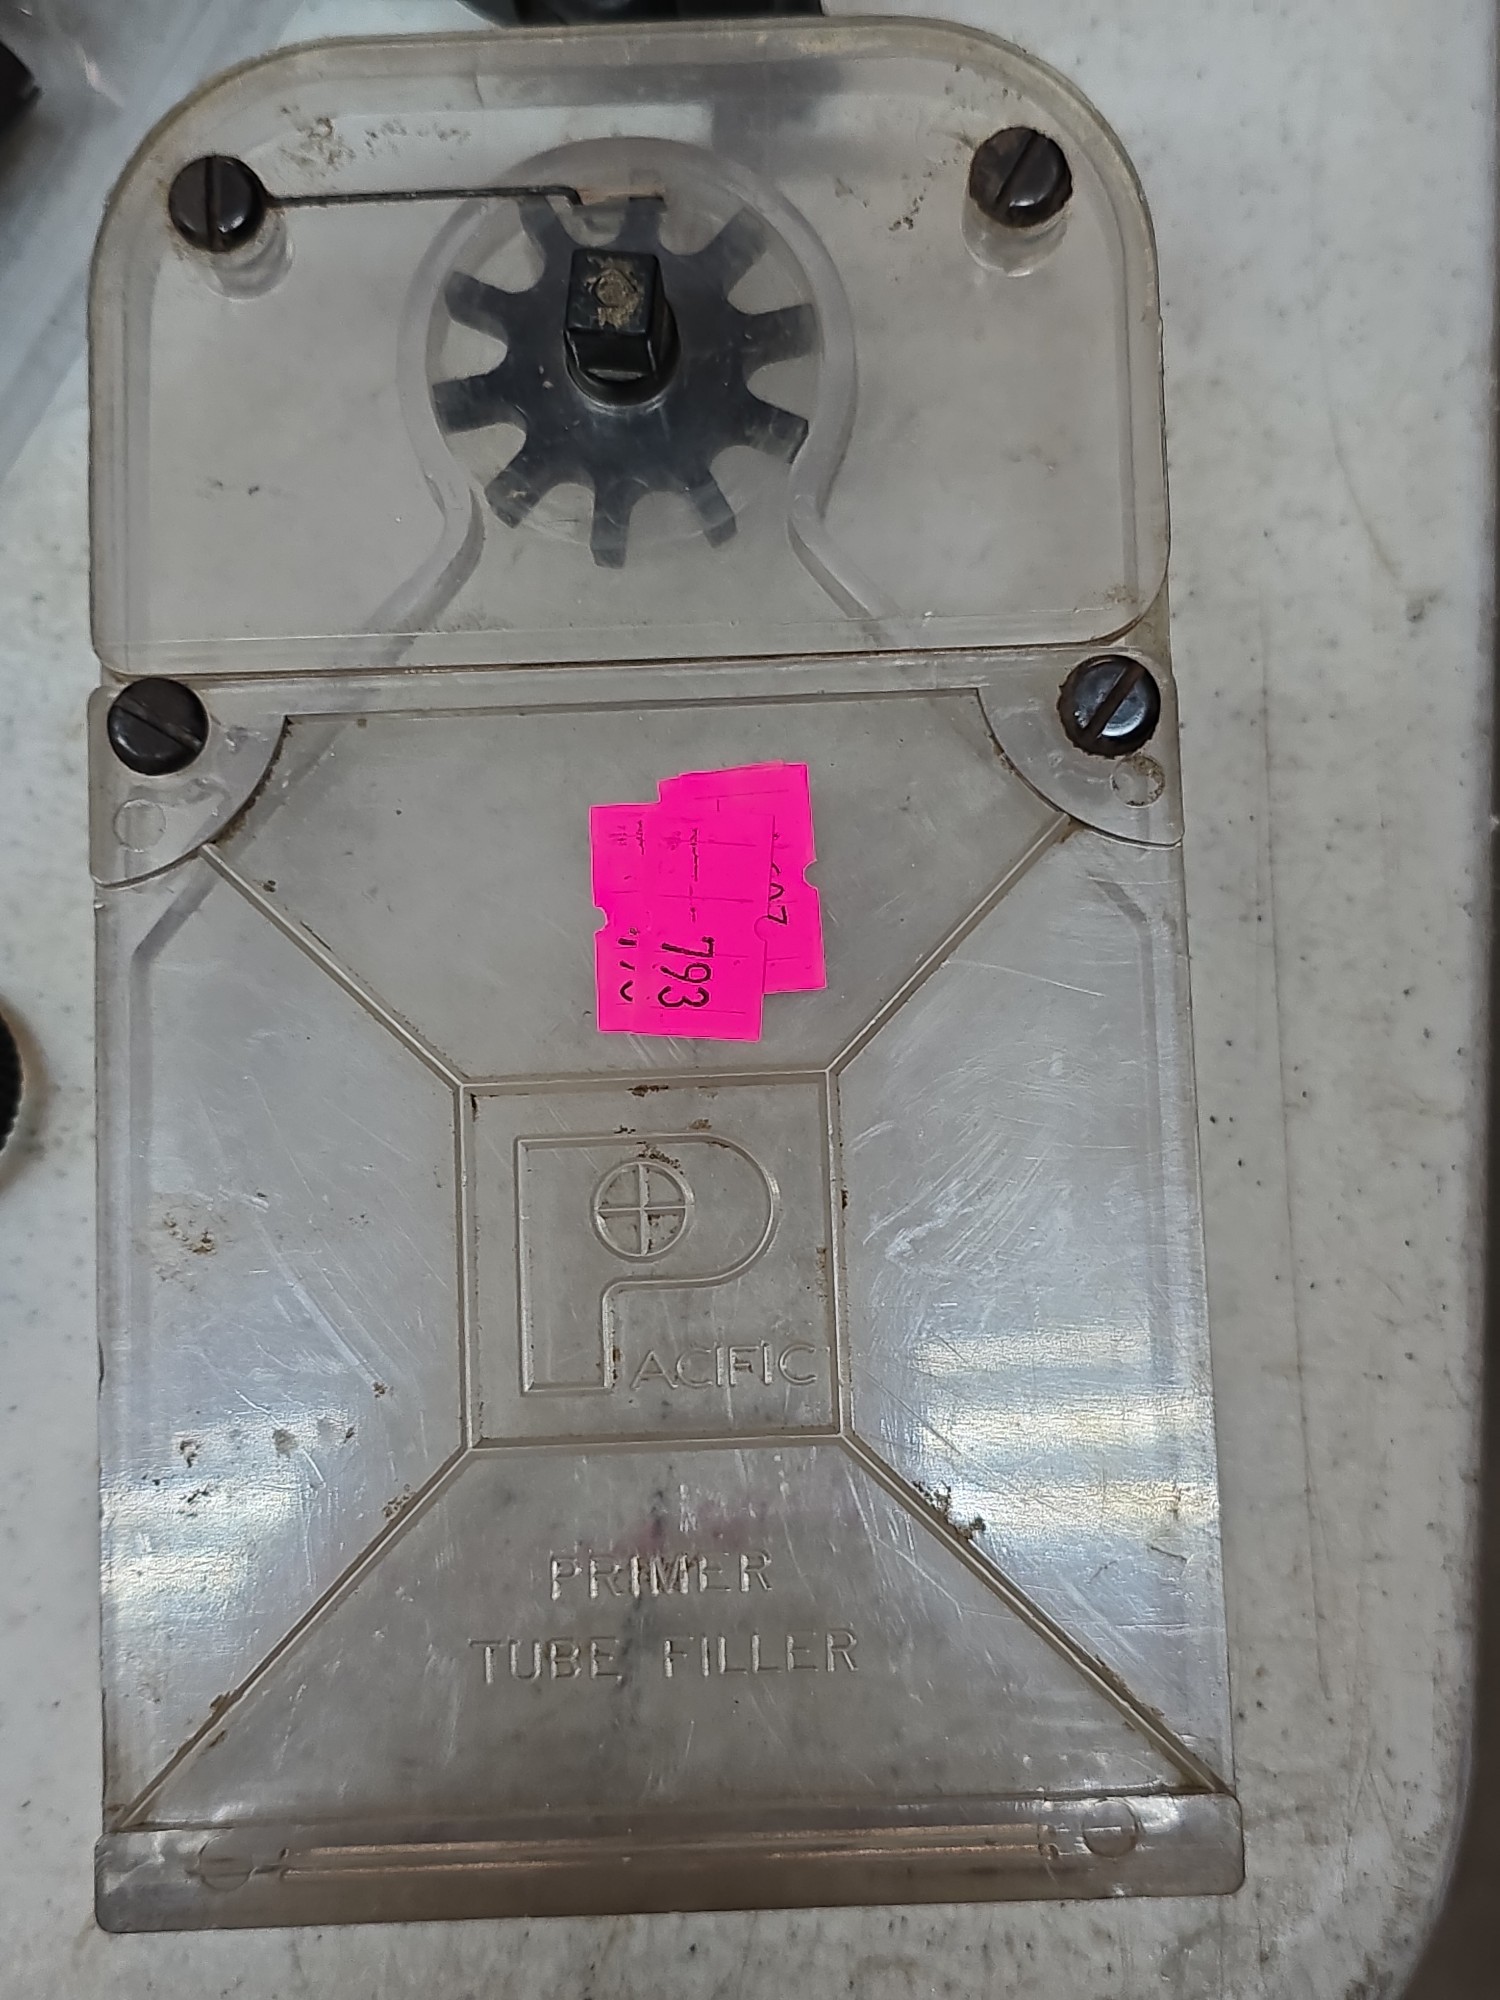 793
PACIFIC
PRIMER
TUBE FILLER